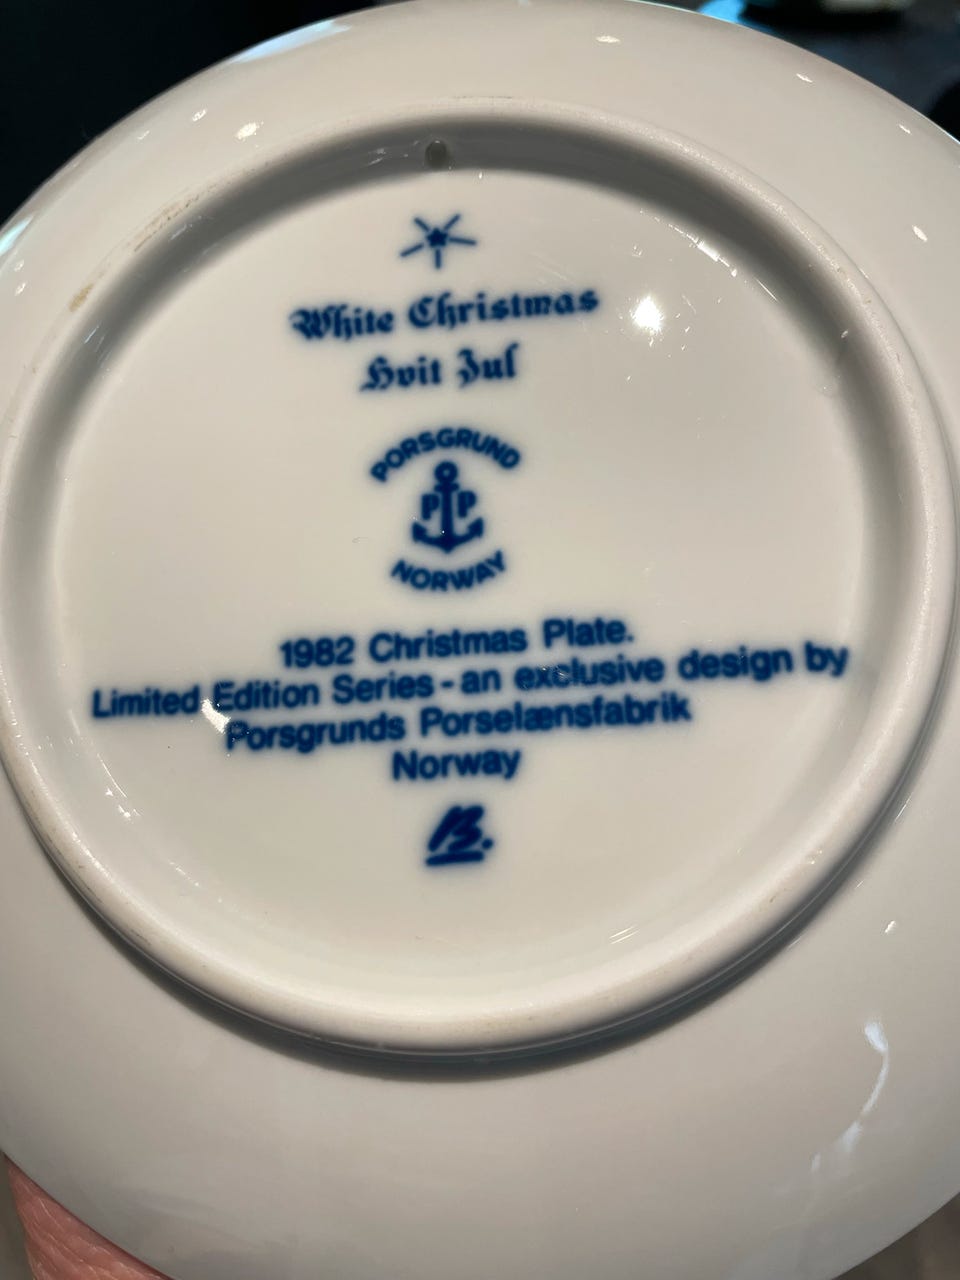 White Christmas
Hvit Jul
PORSGRUND
P P
NORWAY
1982 Christmas Plate.
Limited Edition Series - an exclusive design by
Porsgrunds Porselænsfabrik
Norway
B.